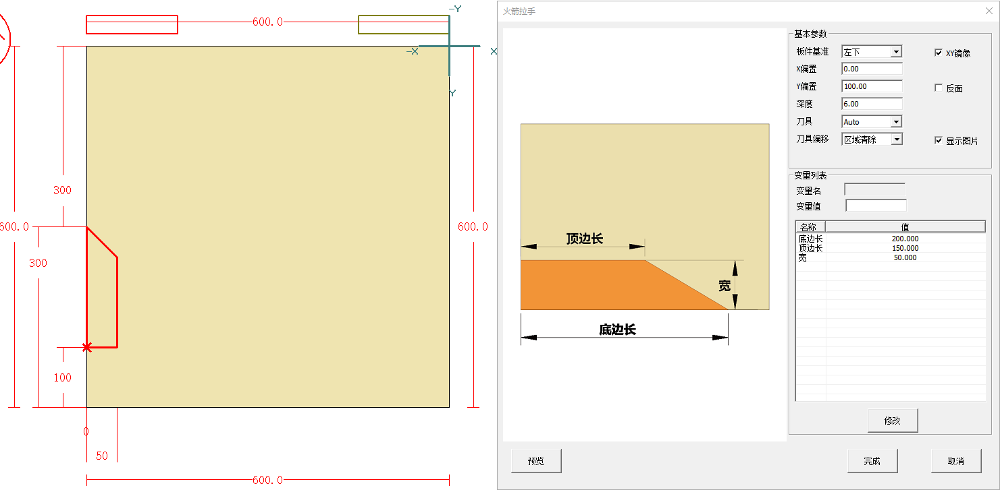 -Y
600.0
-X
X
Y
300
600.0
600.0
300
100
0
50
600.0
火箭拉手
顶边长
宽
底边长
预览
基本参数
板件基准 左下 XY镜像
X偏置 0.00
Y偏置 100.00 反面
深度 6.00
刀具 Auto
刀具偏移 区域清除 显示图片
变量列表
变量名
变量值
名称 值
底边长 200.000
顶边长 150.000
宽 50.000
修改
完成 取消